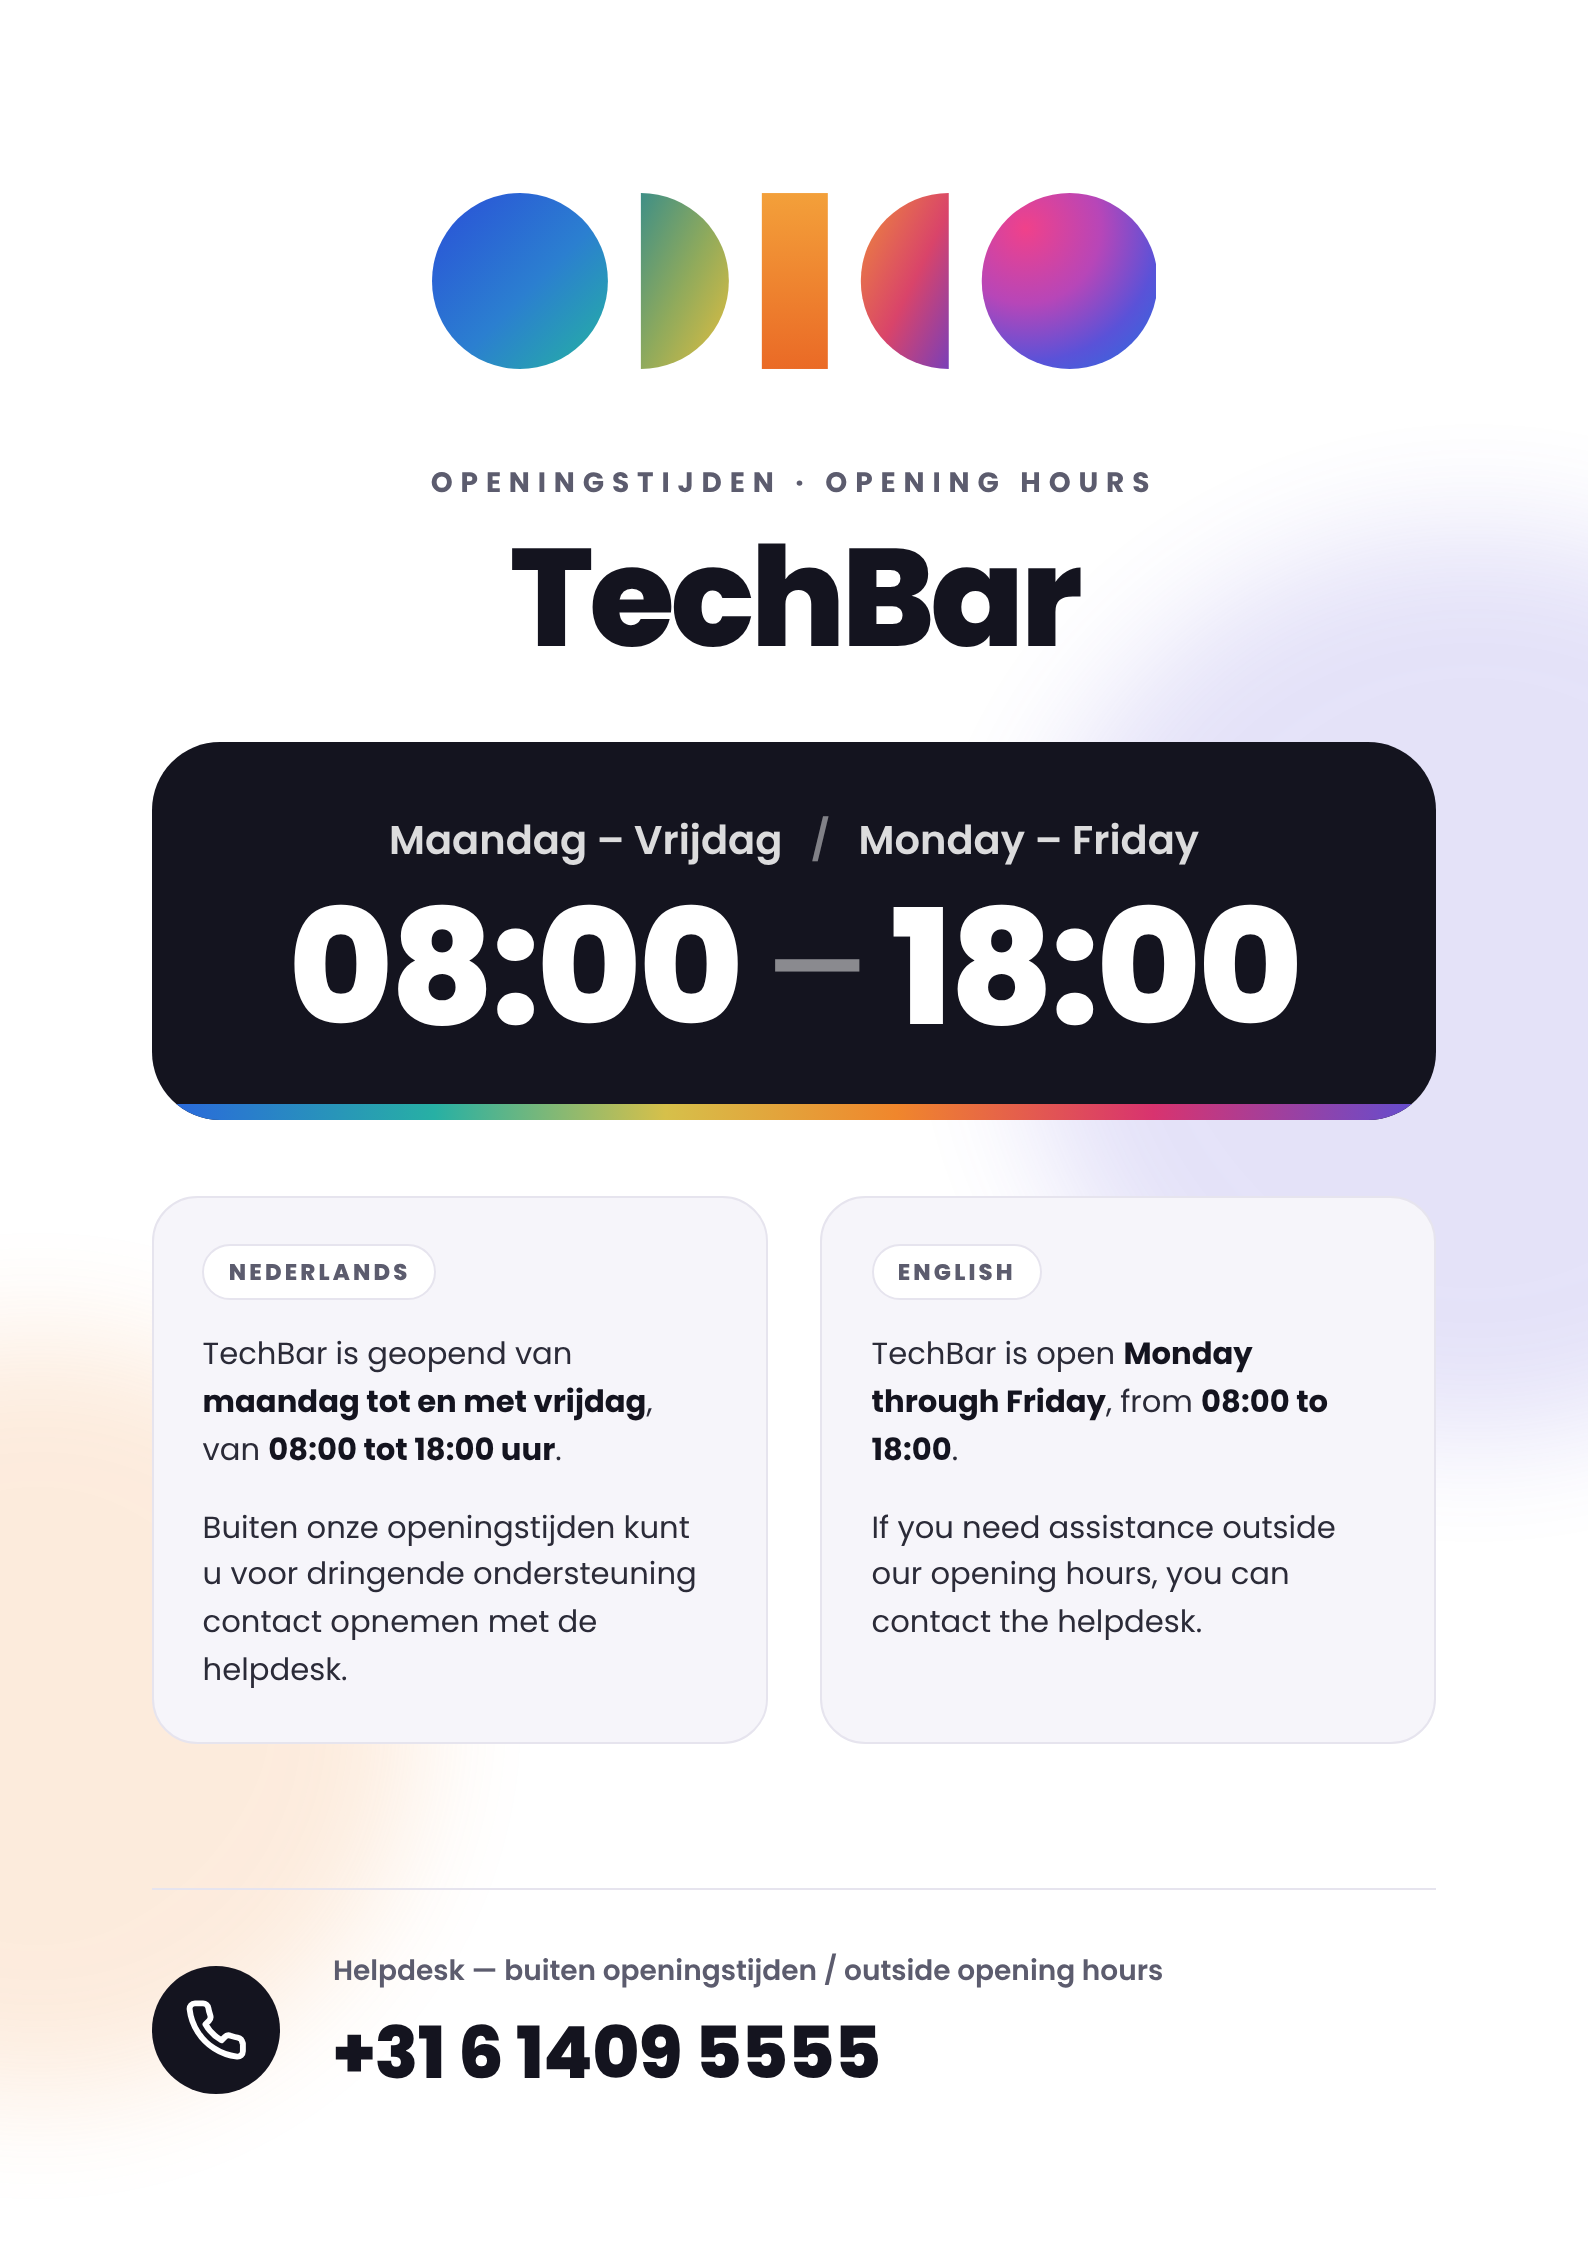 OPENINGSTIJDEN · OPENING HOURS
TechBar
Maandag – Vrijdag / Monday – Friday
08:00 — 18:00
NEDERLANDS
TechBar is geopend van
maandag tot en met vrijdag,
van 08:00 tot 18:00 uur.
Buiten onze openingstijden kunt
u voor dringende ondersteuning
contact opnemen met de
helpdesk.
ENGLISH
TechBar is open Monday
through Friday, from 08:00 to
18:00.
If you need assistance outside
our opening hours, you can
contact the helpdesk.
Helpdesk — buiten openingstijden / outside opening hours
+31 6 1409 5555